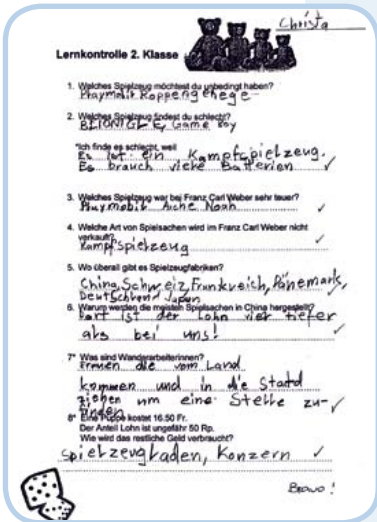 Christa
Lernkontrolle 2. Klasse
1. Welches Spielzeug möchtest du unbedingt haben?
Playmobil Koppengehege
2. Welches Spielzeug findest du schlecht?
BEIONIGLE, Game Boy
*Ich finde es schlecht, weil
Es ist ein Kampfspielzeug.
Es brauch viele Batterien
3. Welches Spielzeug war bei Franz Carl Weber sehr teuer?
Playmobil Arche Noah
4. Welche Art von Spielsachen wird im Franz Carl Weber nicht
verkauft?
Kampfspielzeug
5. Wo überall gibt es Spielzeugfabriken?
China, Schweiz, Frankreich, Dänemark,
Deutschland Japan
6. Warum werden die meisten Spielsachen in China hergestellt?
Dort ist der Lohn vier tiefer
als bei uns!
7* Was sind Wanderarbeiterinnen?
Frauen die vom Land
kommen und in die Stadt
ziehen um eine Stelle zu-
finden
8* Eine Puppe kostet 16.50 Fr.
Der Anteil Lohn ist ungefähr 50 Rp.
Wie wird das restliche Geld verbraucht?
Spielzeugladen, Konzern
Bravo!